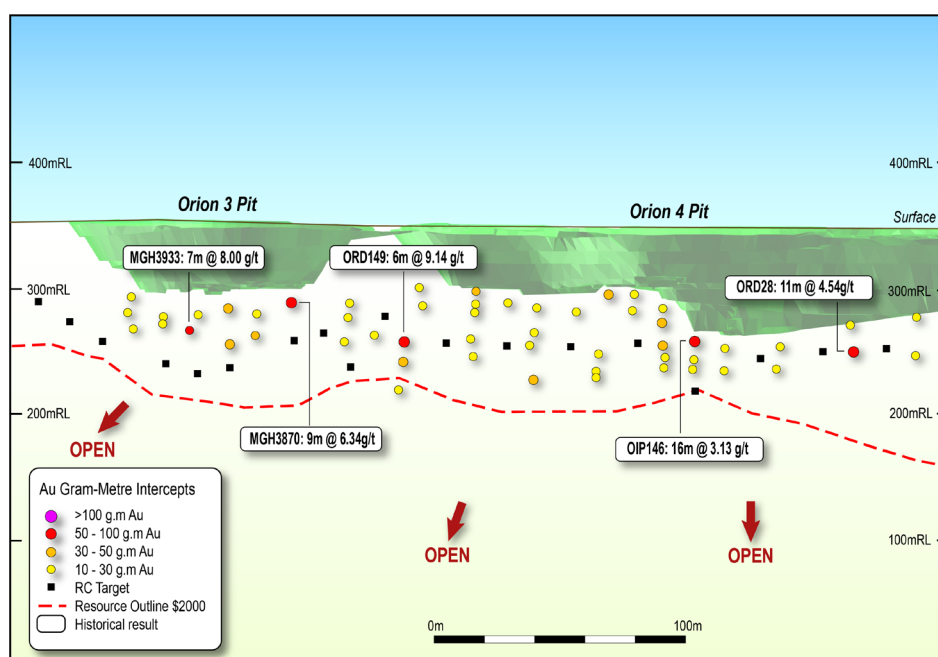 400mRL
400mRL
Orion 3 Pit
Orion 4 Pit
Surface
MGH3933: 7m @ 8.00 g/t
ORD149: 6m @ 9.14 g/t
ORD28: 11m @ 4.54g/t
300mRL
300mRL
200mRL
200mRL
MGH3870: 9m @ 6.34g/t
OIP146: 16m @ 3.13 g/t
OPEN
OPEN
OPEN
100mRL
Au Gram-Metre Intercepts
>100 g.m Au
50 - 100 g.m Au
30 - 50 g.m Au
10 - 30 g.m Au
RC Target
Resource Outline $2000
Historical result
0m
100m